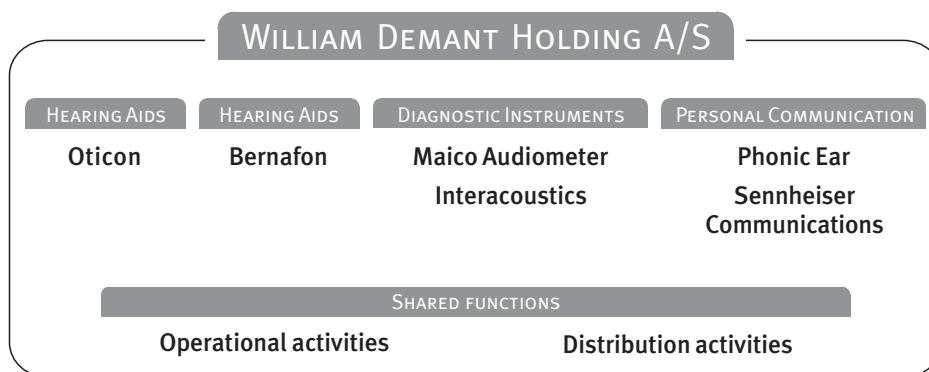 WILLIAM DEMANT HOLDING A/S
HEARING AIDS
Oticon
HEARING AIDS
Bernafon
DIAGNOSTIC INSTRUMENTS
Maico Audiometer
Interacoustics
PERSONAL COMMUNICATION
Phonic Ear
Sennheiser
Communications
SHARED FUNCTIONS
Operational activities
Distribution activities